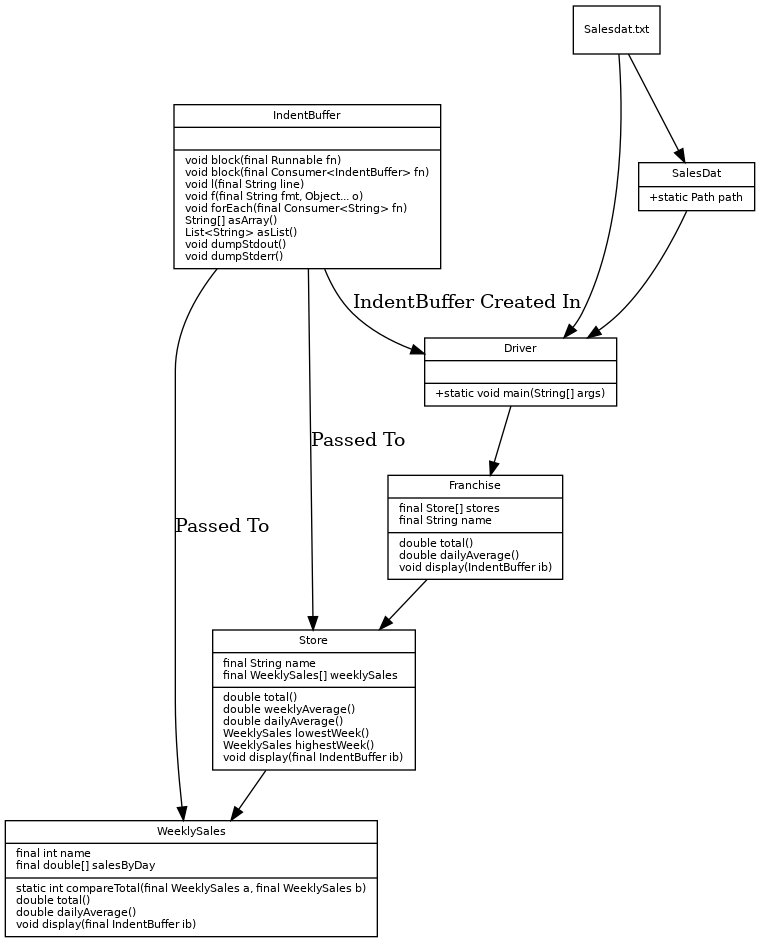 Salesdat.txt
IndentBuffer
void block(final Runnable fn)
void block(final Consumer<IndentBuffer> fn)
void l(final String line)
void f(final String fmt, Object... o)
void forEach(final Consumer<String> fn)
String[] asArray()
List<String> asList()
void dumpStdout()
void dumpStderr()
SalesDat
+static Path path
IndentBuffer Created In
Driver
+static void main(String[] args)
Passed To
Franchise
final Store[] stores
final String name
double total()
double dailyAverage()
void display(IndentBuffer ib)
Passed To
Store
final String name
final WeeklySales[] weeklySales
double total()
double weeklyAverage()
double dailyAverage()
WeeklySales lowestWeek()
WeeklySales highestWeek()
void display(final IndentBuffer ib)
WeeklySales
final int name
final double[] salesByDay
static int compareTotal(final WeeklySales a, final WeeklySales b)
double total()
double dailyAverage()
void display(final IndentBuffer ib)